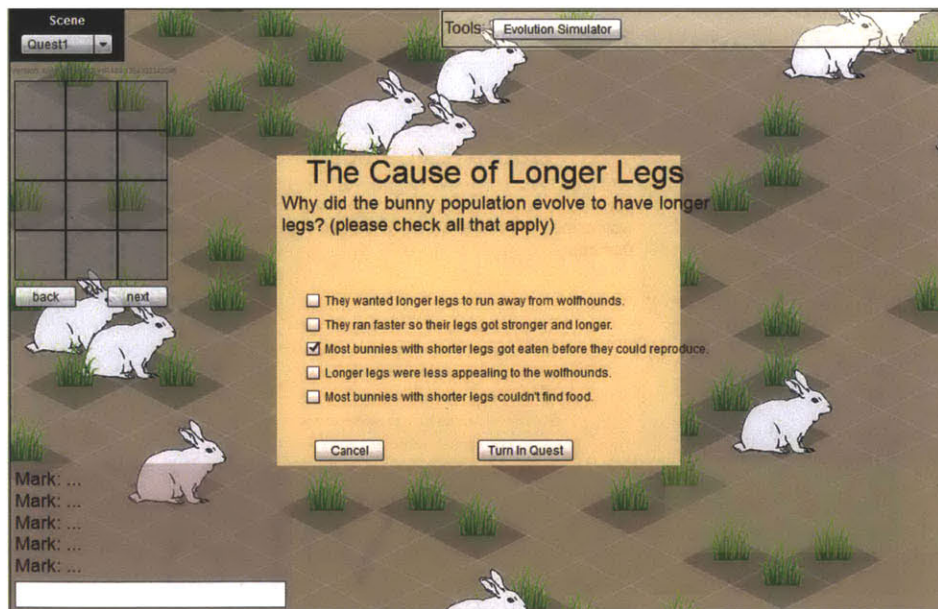 Scene
Quest1
Tools: Evolution Simulator
The Cause of Longer Legs
Why did the bunny population evolve to have longer
legs? (please check all that apply)
back
next
They wanted longer legs to run away from wolfhounds.
They ran faster so their legs got stronger and longer.
Most bunnies with shorter legs got eaten before they could reproduce.
Longer legs were less appealing to the wolfhounds.
Most bunnies with shorter legs couldn't find food.
Cancel
Turn In Quest
Mark: ...
Mark: ...
Mark: ...
Mark: ...
Mark: ...